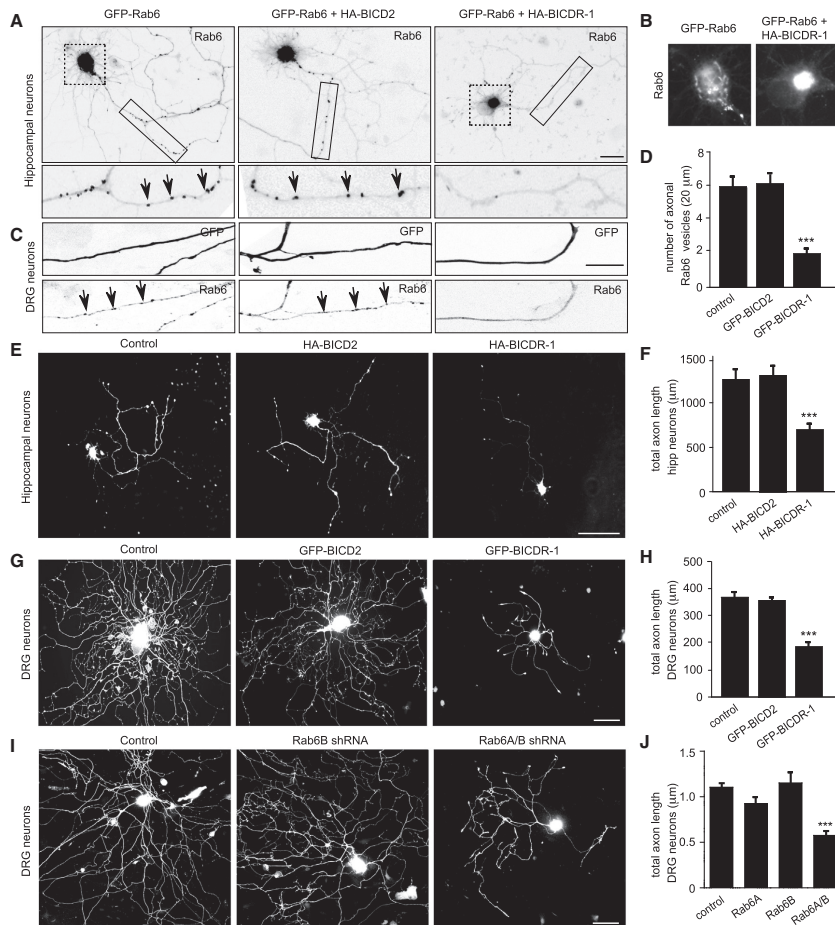 A
GFP-Rab6
GFP-Rab6 + HA-BICD2
GFP-Rab6 + HA-BICDR-1
Hippocampal neurons
Rab6
Rab6
Rab6
B
GFP-Rab6
GFP-Rab6 +
HA-BICDR-1
Rab6
C
DRG neurons
GFP
GFP
GFP
Rab6
Rab6
Rab6
D
number of axonal
Rab6 vesicles (20 µm)
8
6
4
2
0
***
control
GFP-BICD2
GFP-BICDR-1
E
Control
HA-BICD2
HA-BICDR-1
Hippocampal neurons
F
total axon length
hipp neurons (µm)
1500
1000
500
0
***
control
HA-BICD2
HA-BICDR-1
G
Control
GFP-BICD2
GFP-BICDR-1
DRG neurons
H
total axon length
DRG neurons (µm)
500
400
300
200
100
0
***
control
GFP-BICD2
GFP-BICDR-1
I
Control
Rab6B shRNA
Rab6A/B shRNA
DRG neurons
J
total axon length
DRG neurons (µm)
1.5
1.0
0.5
0
***
control
Rab6A
Rab6B
Rab6A/B